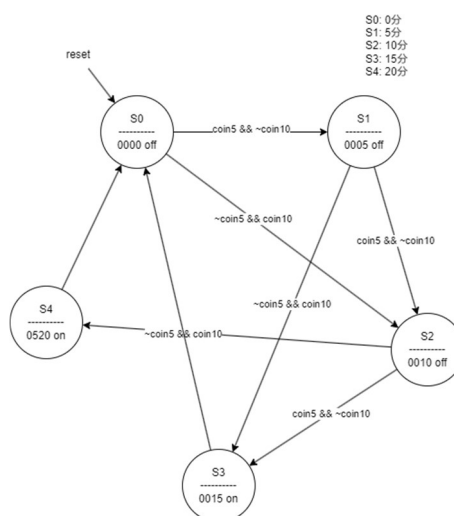 S0: 0分
S1: 5分
S2: 10分
S3: 15分
S4: 20分
reset
S0
----------
0000 off
coin5 && ~coin10
S1
----------
0005 off
~coin5 && coin10
coin5 && ~coin10
~coin5 && coin10
S4
----------
0520 on
~coin5 && coin10
S2
----------
0010 off
coin5 && ~coin10
S3
----------
0015 on